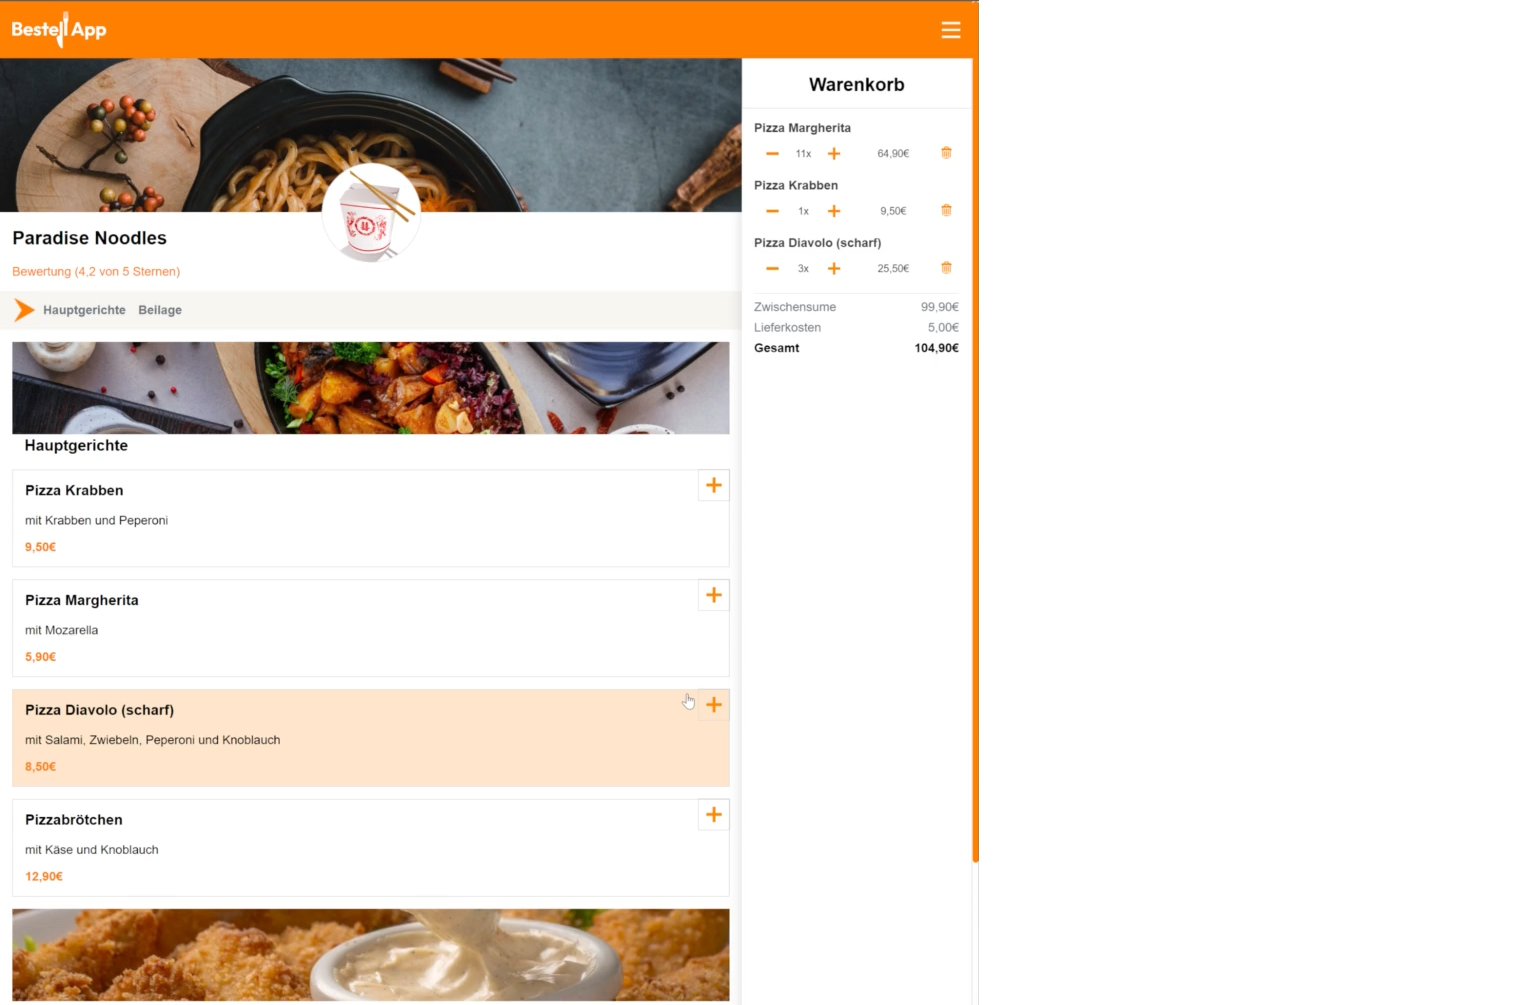 Bestell App
Warenkorb
Pizza Margherita
11x 64,90€
Pizza Krabben
1x 9,50€
Pizza Diavolo (scharf)
3x 25,50€
Zwischensume 99,90€
Lieferkosten 5,00€
Gesamt 104,90€
Paradise Noodles
Bewertung (4,2 von 5 Sternen)
Hauptgerichte Beilage
Hauptgerichte
Pizza Krabben
mit Krabben und Peperoni
9,50€
Pizza Margherita
mit Mozarella
5,90€
Pizza Diavolo (scharf)
mit Salami, Zwiebeln, Peperoni und Knoblauch
8,50€
Pizzabrötchen
mit Käse und Knoblauch
12,90€